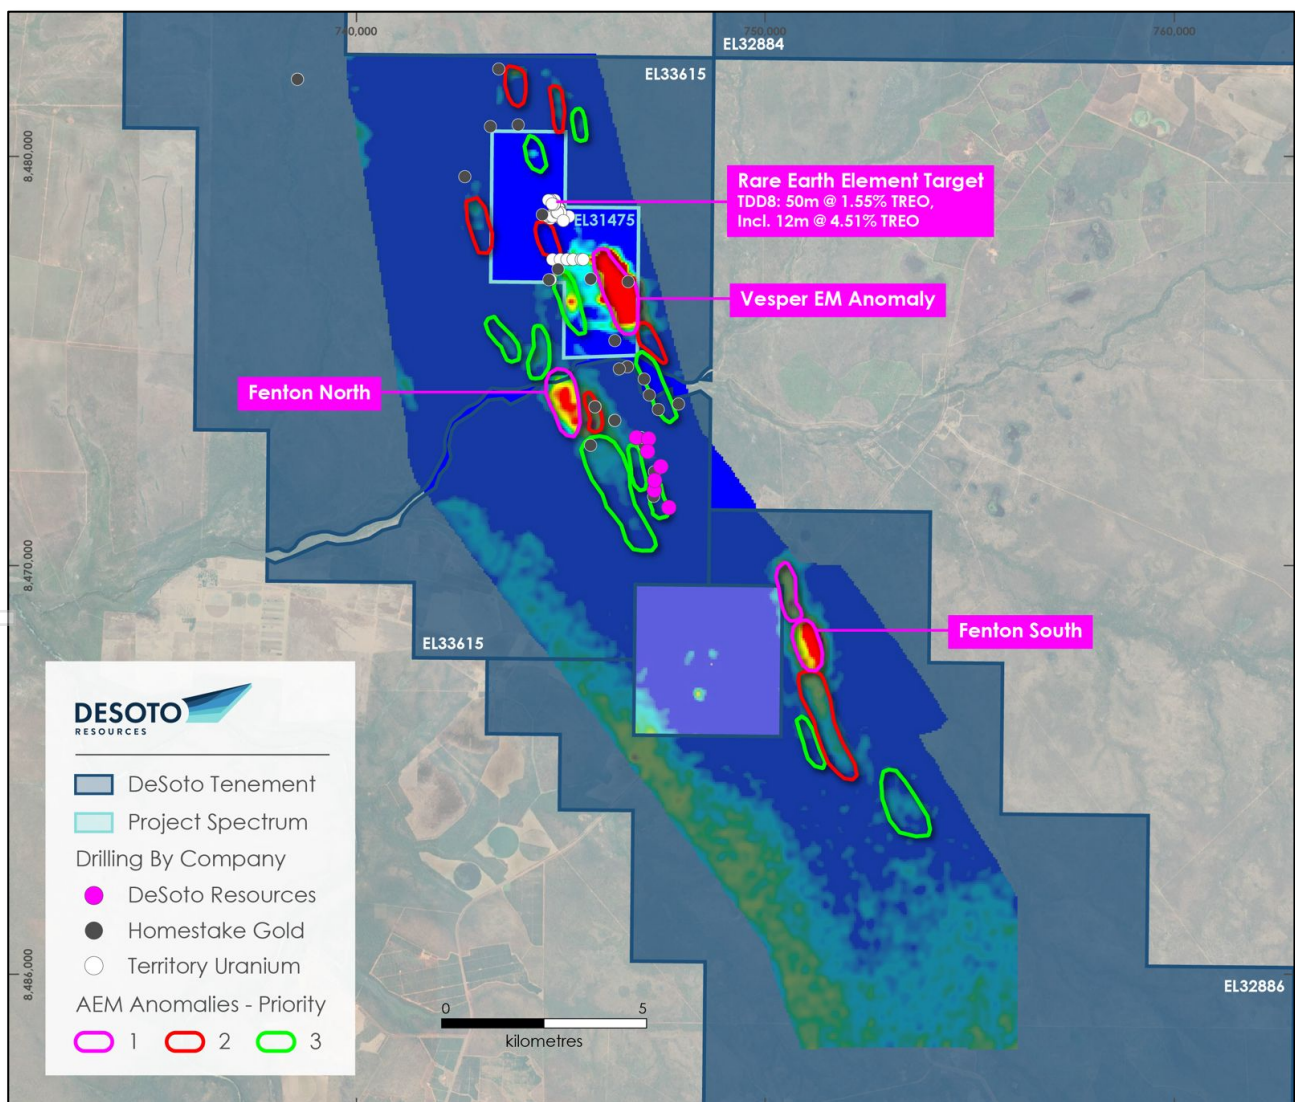 740,000
750,000
760,000
EL32884
EL33615
8,480,000
Rare Earth Element Target
TDD8: 50m @ 1.55% TREO,
Incl. 12m @ 4.51% TREO
EL31475
Vesper EM Anomaly
Fenton North
8,470,000
Fenton South
EL33615
DESOTO
RESOURCES
DeSoto Tenement
Project Spectrum
Drilling By Company
DeSoto Resources
Homestake Gold
Territory Uranium
AEM Anomalies - Priority
1 2 3
8,486,000
EL32886
0 5
kilometres